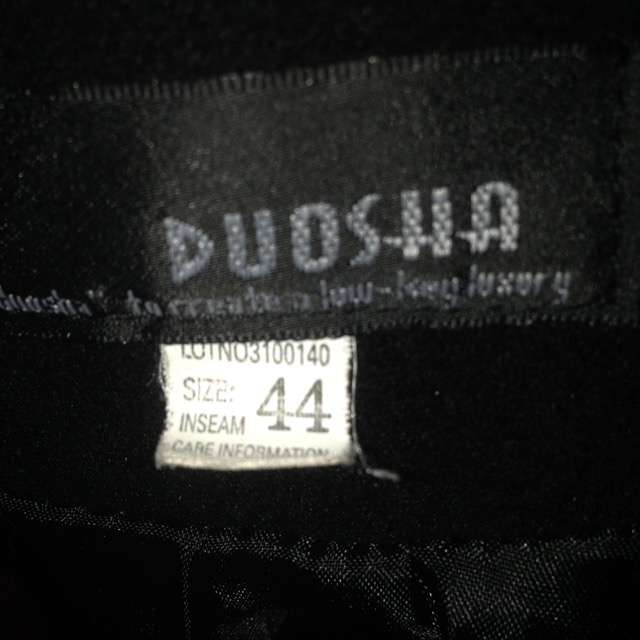 DUOSHA
low-key luxury
LOTNO3100140
SIZE: 44
INSEAM
CARE INFORMATION